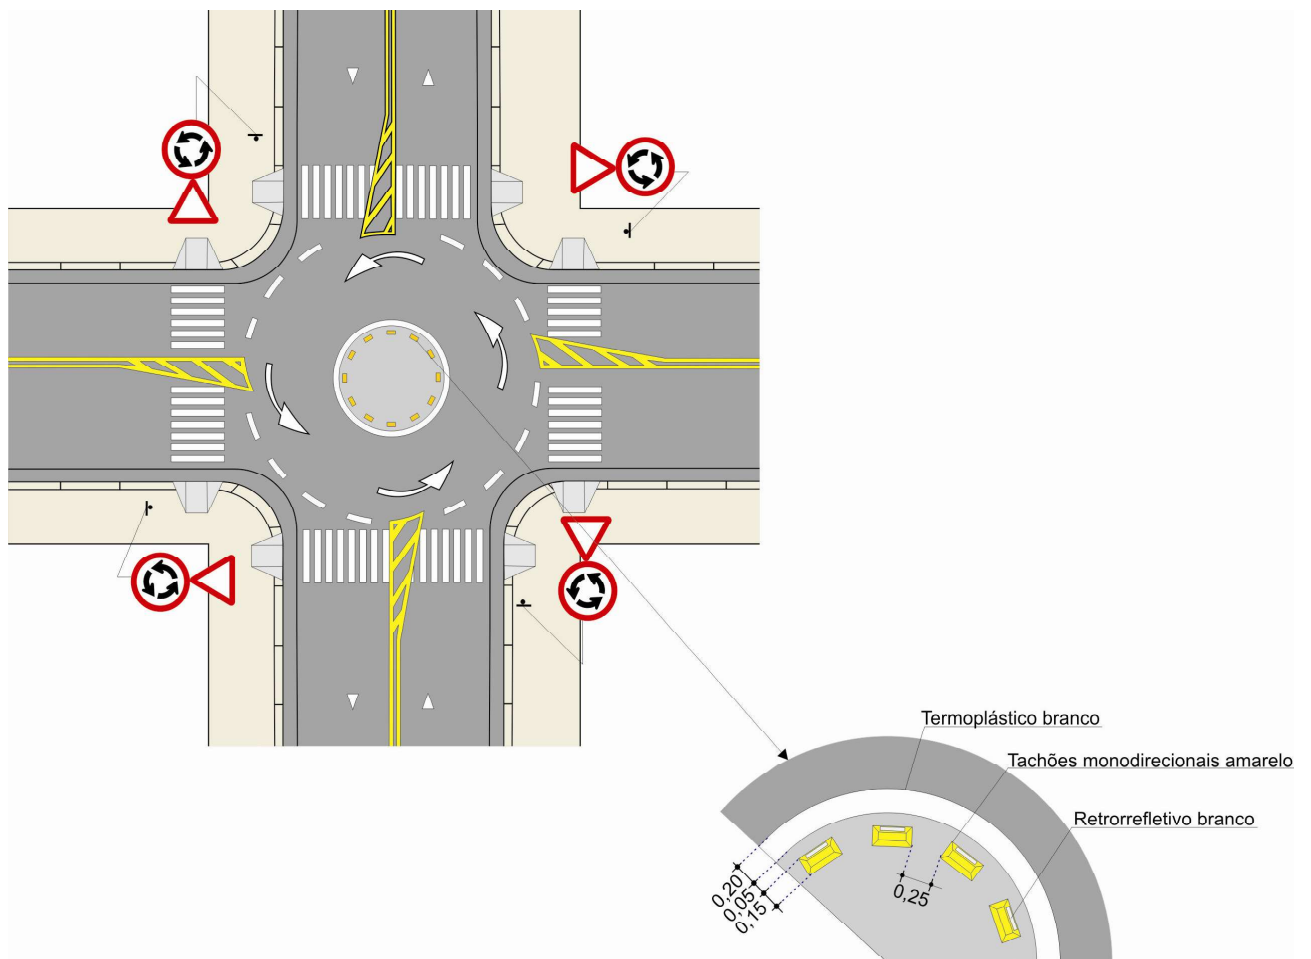 Termoplástico branco
Tachões monodirecionais amarelo
Retrorrefletivo branco
0,20
0,05
0,15
0,25